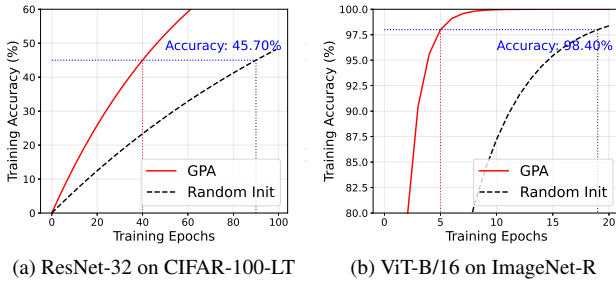 60
50
40
30
20
10
0
Training Accuracy (%)
Accuracy: 45.70%
GPA
Random Init
0 20 40 60 80 100
Training Epochs
(a) ResNet-32 on CIFAR-100-LT
100.0
97.5
95.0
92.5
90.0
87.5
85.0
82.5
80.0
Training Accuracy (%)
Accuracy: 98.40%
GPA
Random Init
0 5 10 15 20
Training Epochs
(b) ViT-B/16 on ImageNet-R